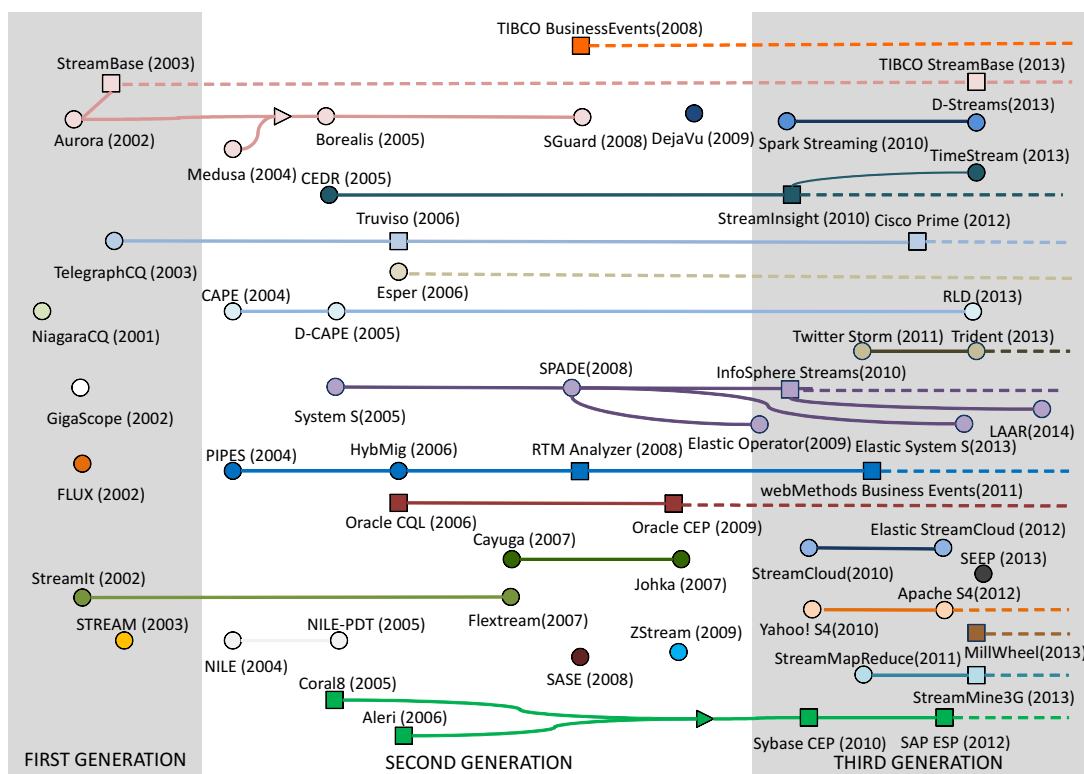 TIBCO BusinessEvents(2008)
StreamBase (2003)
TIBCO StreamBase (2013)
D-Streams(2013)
Aurora (2002)
Borealis (2005)
SGuard (2008)
DejaVu (2009)
Spark Streaming (2010)
TimeStream (2013)
Medusa (2004)
CEDR (2005)
Truviso (2006)
StreamInsight (2010)
Cisco Prime (2012)
TelegraphCQ (2003)
Esper (2006)
CAPE (2004)
RLD (2013)
NiagaraCQ (2001)
D-CAPE (2005)
Twitter Storm (2011)
Trident (2013)
SPADE(2008)
InfoSphere Streams(2010)
GigaScope (2002)
System S(2005)
Elastic Operator(2009)
Elastic System S(2013)
LAAR(2014)
PIPES (2004)
HybMig (2006)
RTM Analyzer (2008)
FLUX (2002)
webMethods Business Events(2011)
Oracle CQL (2006)
Oracle CEP (2009)
Elastic StreamCloud (2012)
Cayuga (2007)
SEEP (2013)
StreamIt (2002)
Johka (2007)
StreamCloud(2010)
Apache S4(2012)
STREAM (2003)
NILE-PDT (2005)
Flextream(2007)
ZStream (2009)
Yahoo! S4(2010)
MillWheel(2013)
NILE (2004)
SASE (2008)
StreamMapReduce(2011)
Coral8 (2005)
StreamMine3G (2013)
Aleri (2006)
Sybase CEP (2010)
SAP ESP (2012)
FIRST GENERATION
SECOND GENERATION
THIRD GENERATION